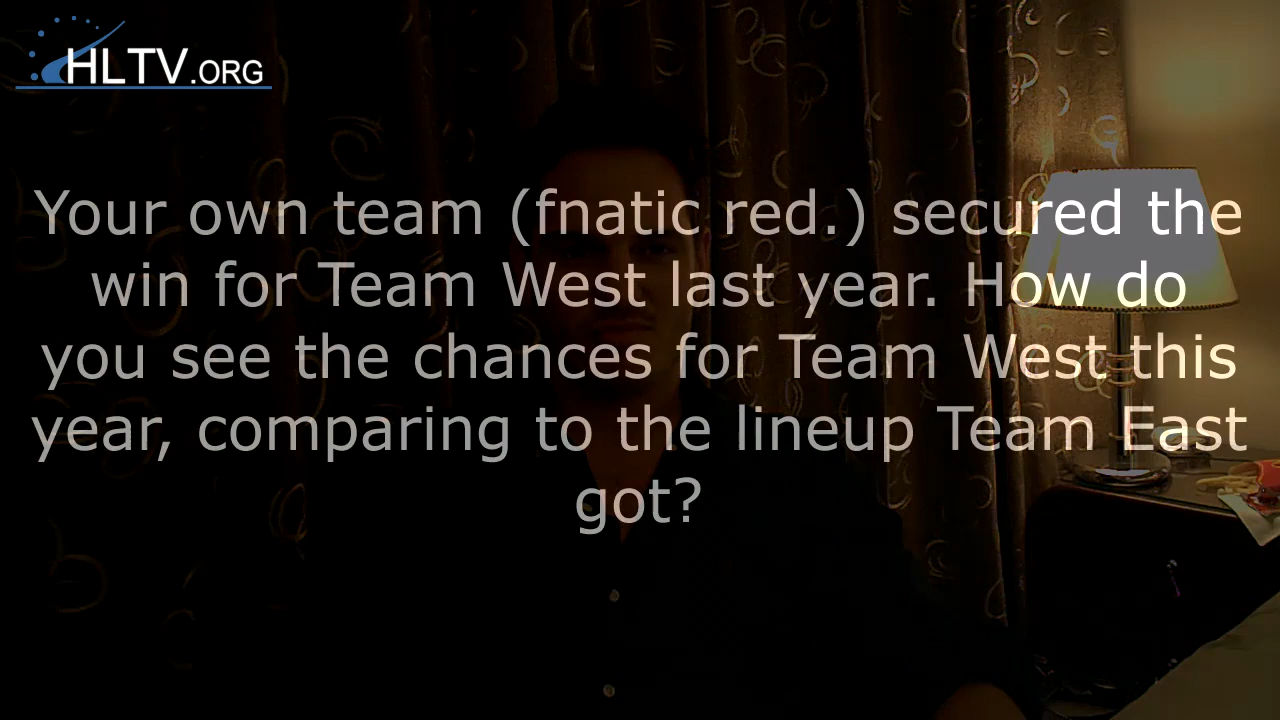 HLTV.ORG
Your own team (fnatic red.) secured the
win for Team West last year. How do
you see the chances for Team West this
year, comparing to the lineup Team East
got?